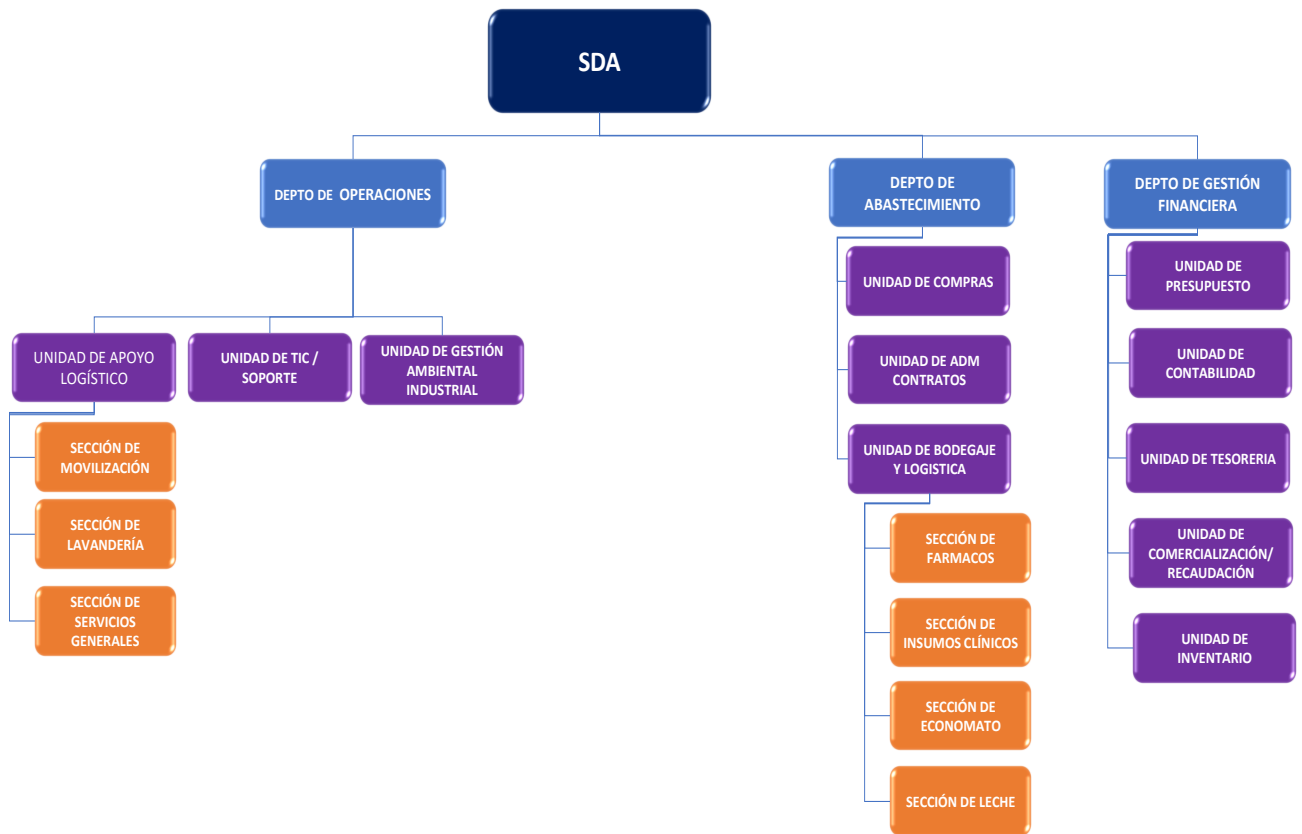 SDA
DEPTO DE OPERACIONES
DEPTO DE
ABASTECIMIENTO
DEPTO DE GESTIÓN
FINANCIERA
UNIDAD DE APOYO
LOGÍSTICO
UNIDAD DE TIC /
SOPORTE
UNIDAD DE GESTIÓN
AMBIENTAL
INDUSTRIAL
SECCIÓN DE
MOVILIZACIÓN
SECCIÓN DE
LAVANDERÍA
SECCIÓN DE
SERVICIOS
GENERALES
UNIDAD DE COMPRAS
UNIDAD DE ADM
CONTRATOS
UNIDAD DE BODEGAJE
Y LOGISTICA
SECCIÓN DE
FARMACOS
SECCIÓN DE
INSUMOS CLÍNICOS
SECCIÓN DE
ECONOMATO
SECCIÓN DE LECHE
UNIDAD DE
PRESUPUESTO
UNIDAD DE
CONTABILIDAD
UNIDAD DE TESORERIA
UNIDAD DE
COMERCIALIZACIÓN/
RECAUDACIÓN
UNIDAD DE
INVENTARIO